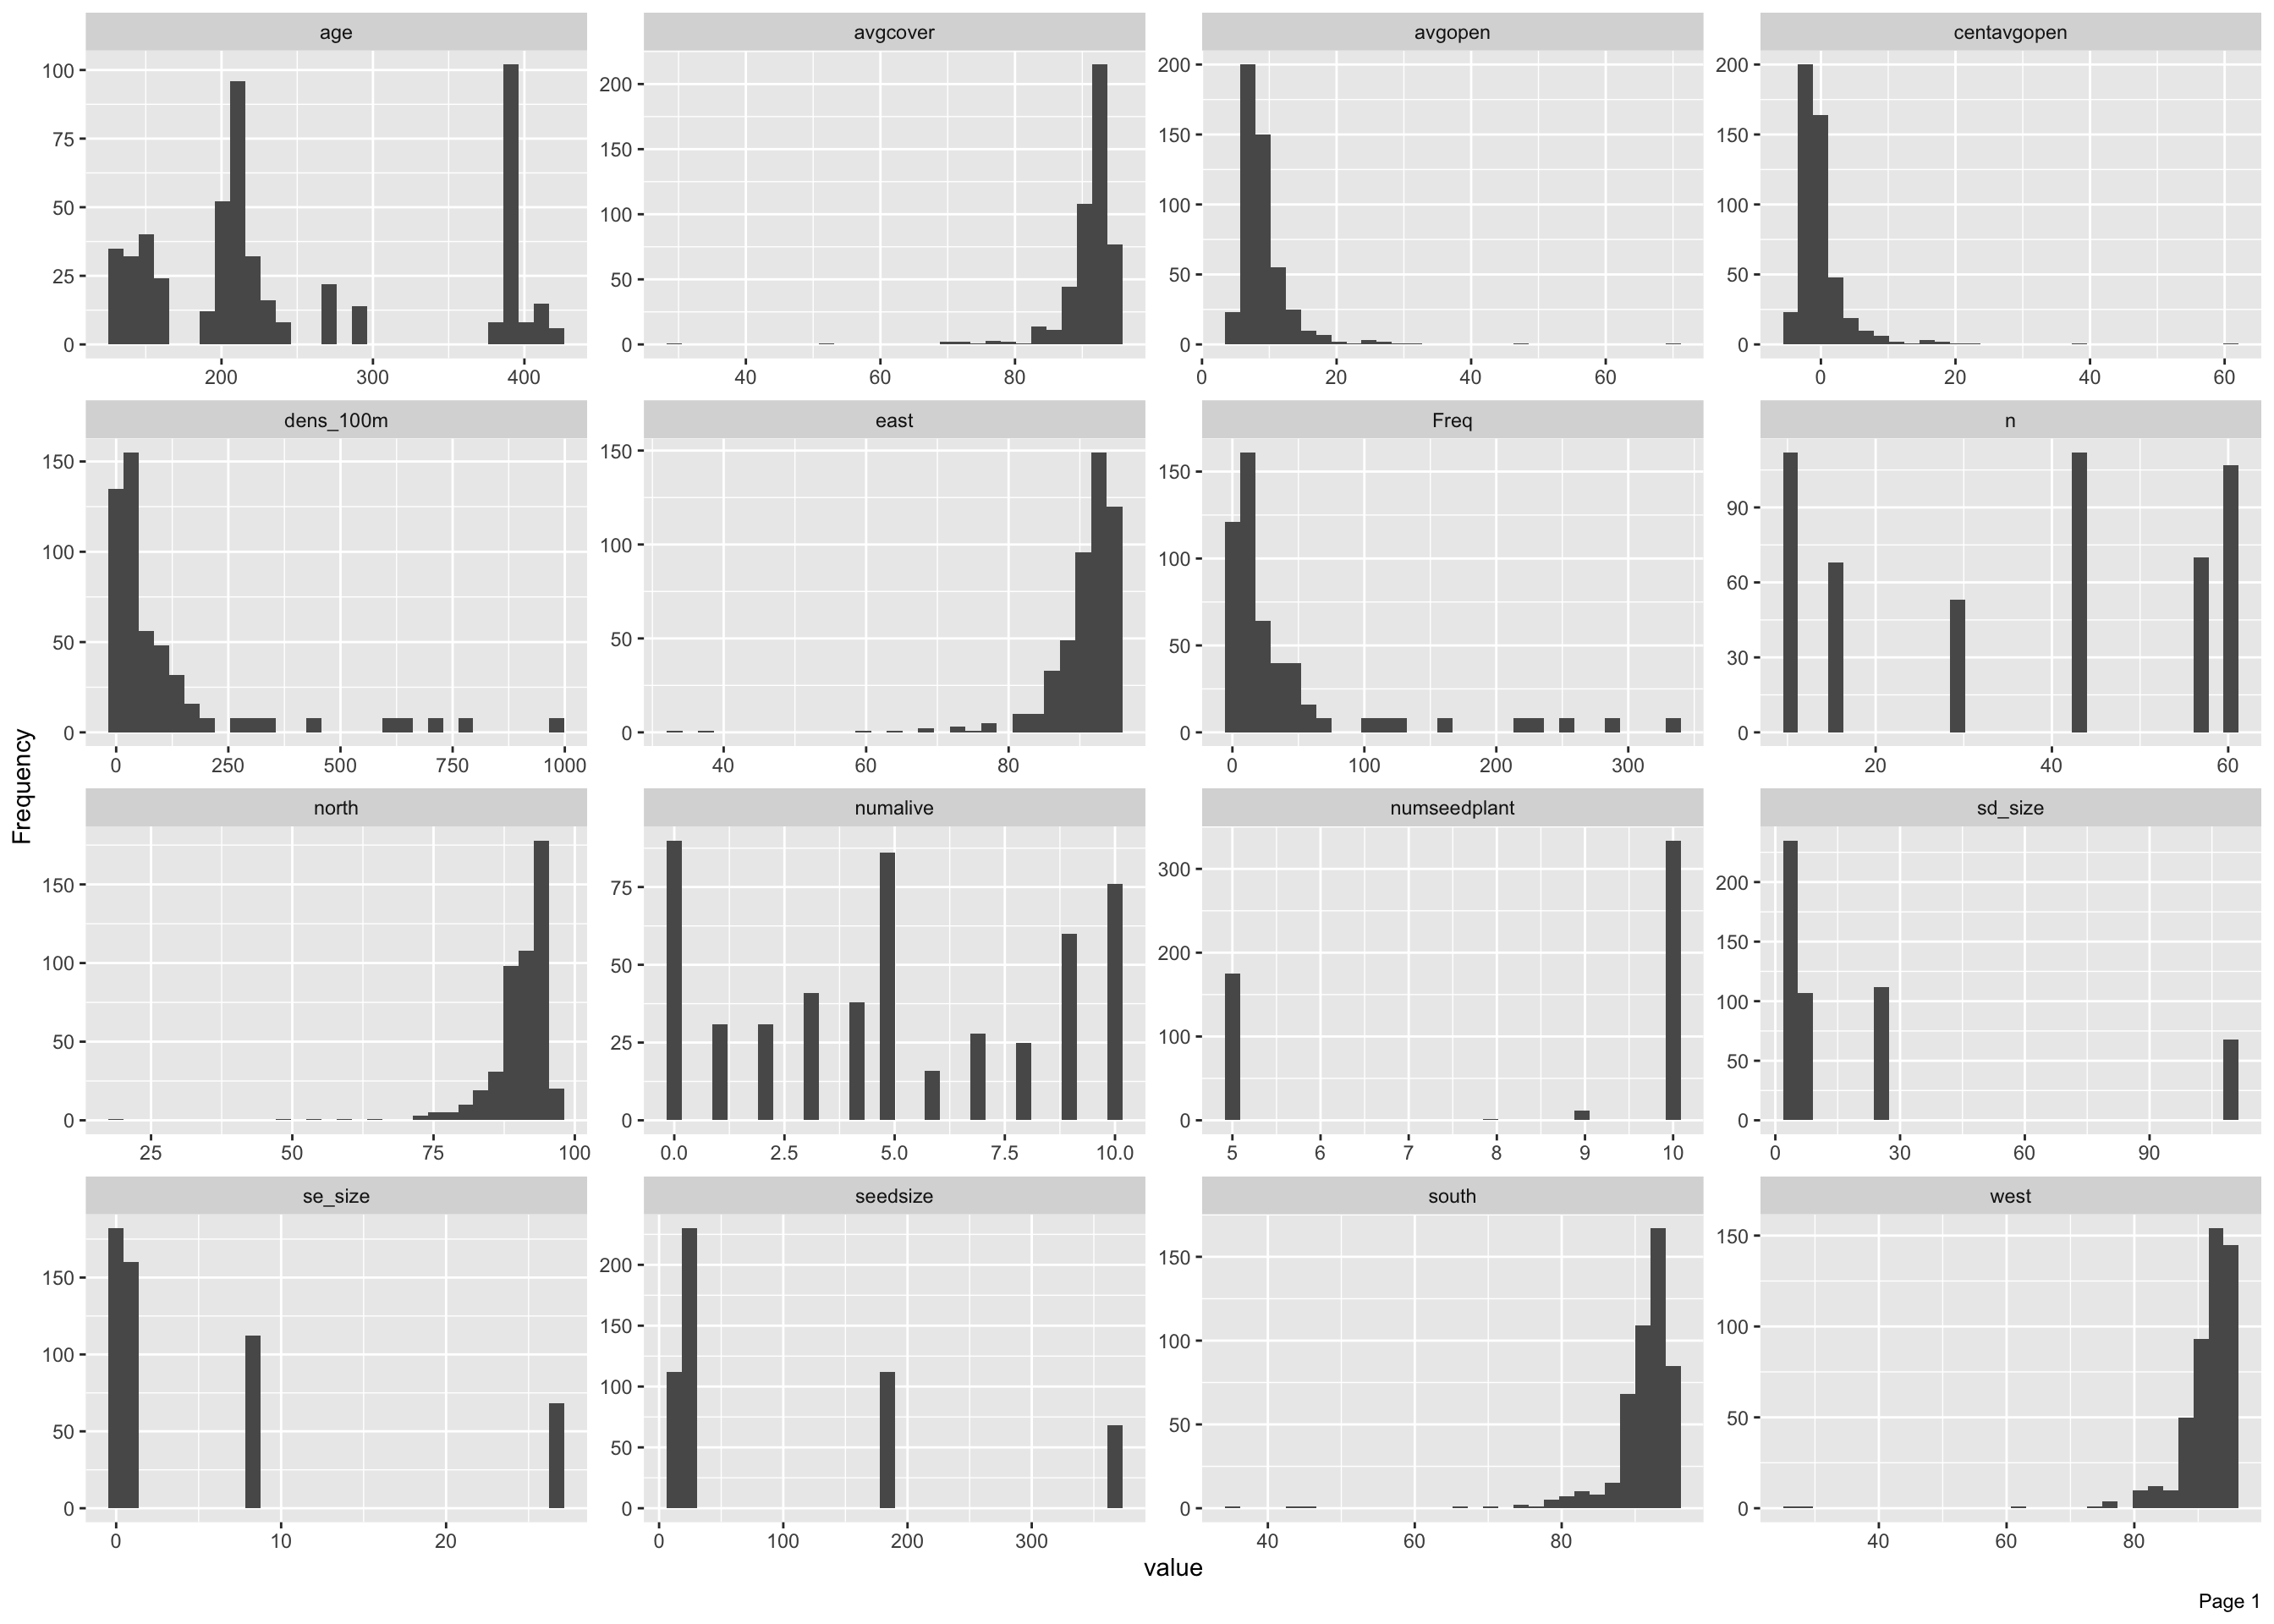 age avgcover avgopen centavgopen
100 75 50 25 0
200 150 100 50 0
200 150 100 50 0
200 150 100 50 0
200 300 400
40 60 80
0 20 40 60
0 20 40 60
dens_100m east Freq n
150 100 50 0
150 100 50 0
150 100 50 0
90 60 30 0
0 250 500 750 1000
40 60 80
0 100 200 300
20 40 60
north numalive numseedplant sd_size
150 100 50 0
75 50 25 0
300 200 100 0
200 150 100 50 0
25 50 75 100
0.0 2.5 5.0 7.5 10.0
5 6 7 8 9 10
0 30 60 90
se_size seedsize south west
150 100 50 0
200 150 100 50 0
150 100 50 0
150 100 50 0
0 10 20
0 100 200 300
40 60 80
40 60 80
Frequency
value
Page 1